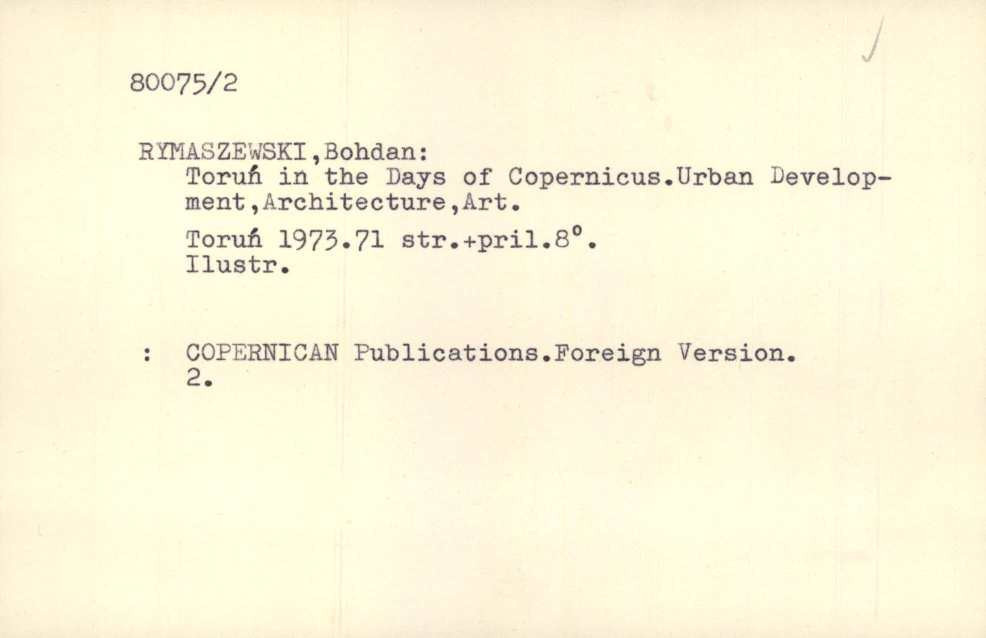 80075/2
RYMASZEWSKI,Bohdan:
Toruń in the Days of Copernicus.Urban Develop-
ment,Architecture,Art.
Toruń 1973.71 str.+pril.8°.
Ilustr.
: COPERNICAN Publications.Foreign Version.
2.